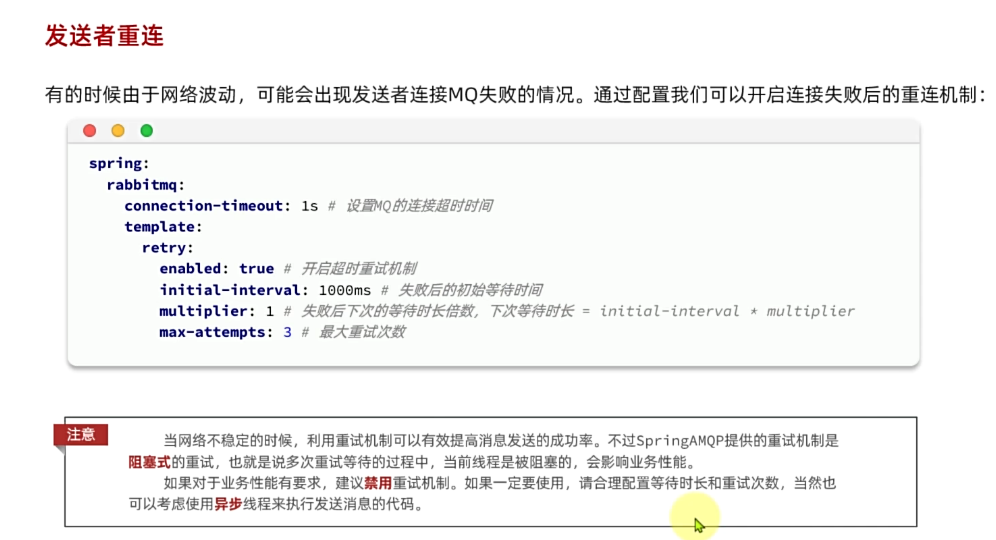 发送者重连
有的时候由于网络波动，可能会出现发送者连接MQ失败的情况。通过配置我们可以开启连接失败后的重连机制：
spring:
  rabbitmq:
    connection-timeout: 1s # 设置MQ的连接超时时间
    template:
      retry:
        enabled: true # 开启超时重试机制
        initial-interval: 1000ms # 失败后的初始等待时间
        multiplier: 1 # 失败后下次的等待时长倍数，下次等待时长 = initial-interval * multiplier
        max-attempts: 3 # 最大重试次数
注意
当网络不稳定的时候，利用重试机制可以有效提高消息发送的成功率。不过SpringAMQP提供的重试机制是
阻塞式的重试，也就是说多次重试等待的过程中，当前线程是被阻塞的，会影响业务性能。
如果对于业务性能有要求，建议禁用重试机制。如果一定要使用，请合理配置等待时长和重试次数，当然也
可以考虑使用异步线程来执行发送消息的代码。